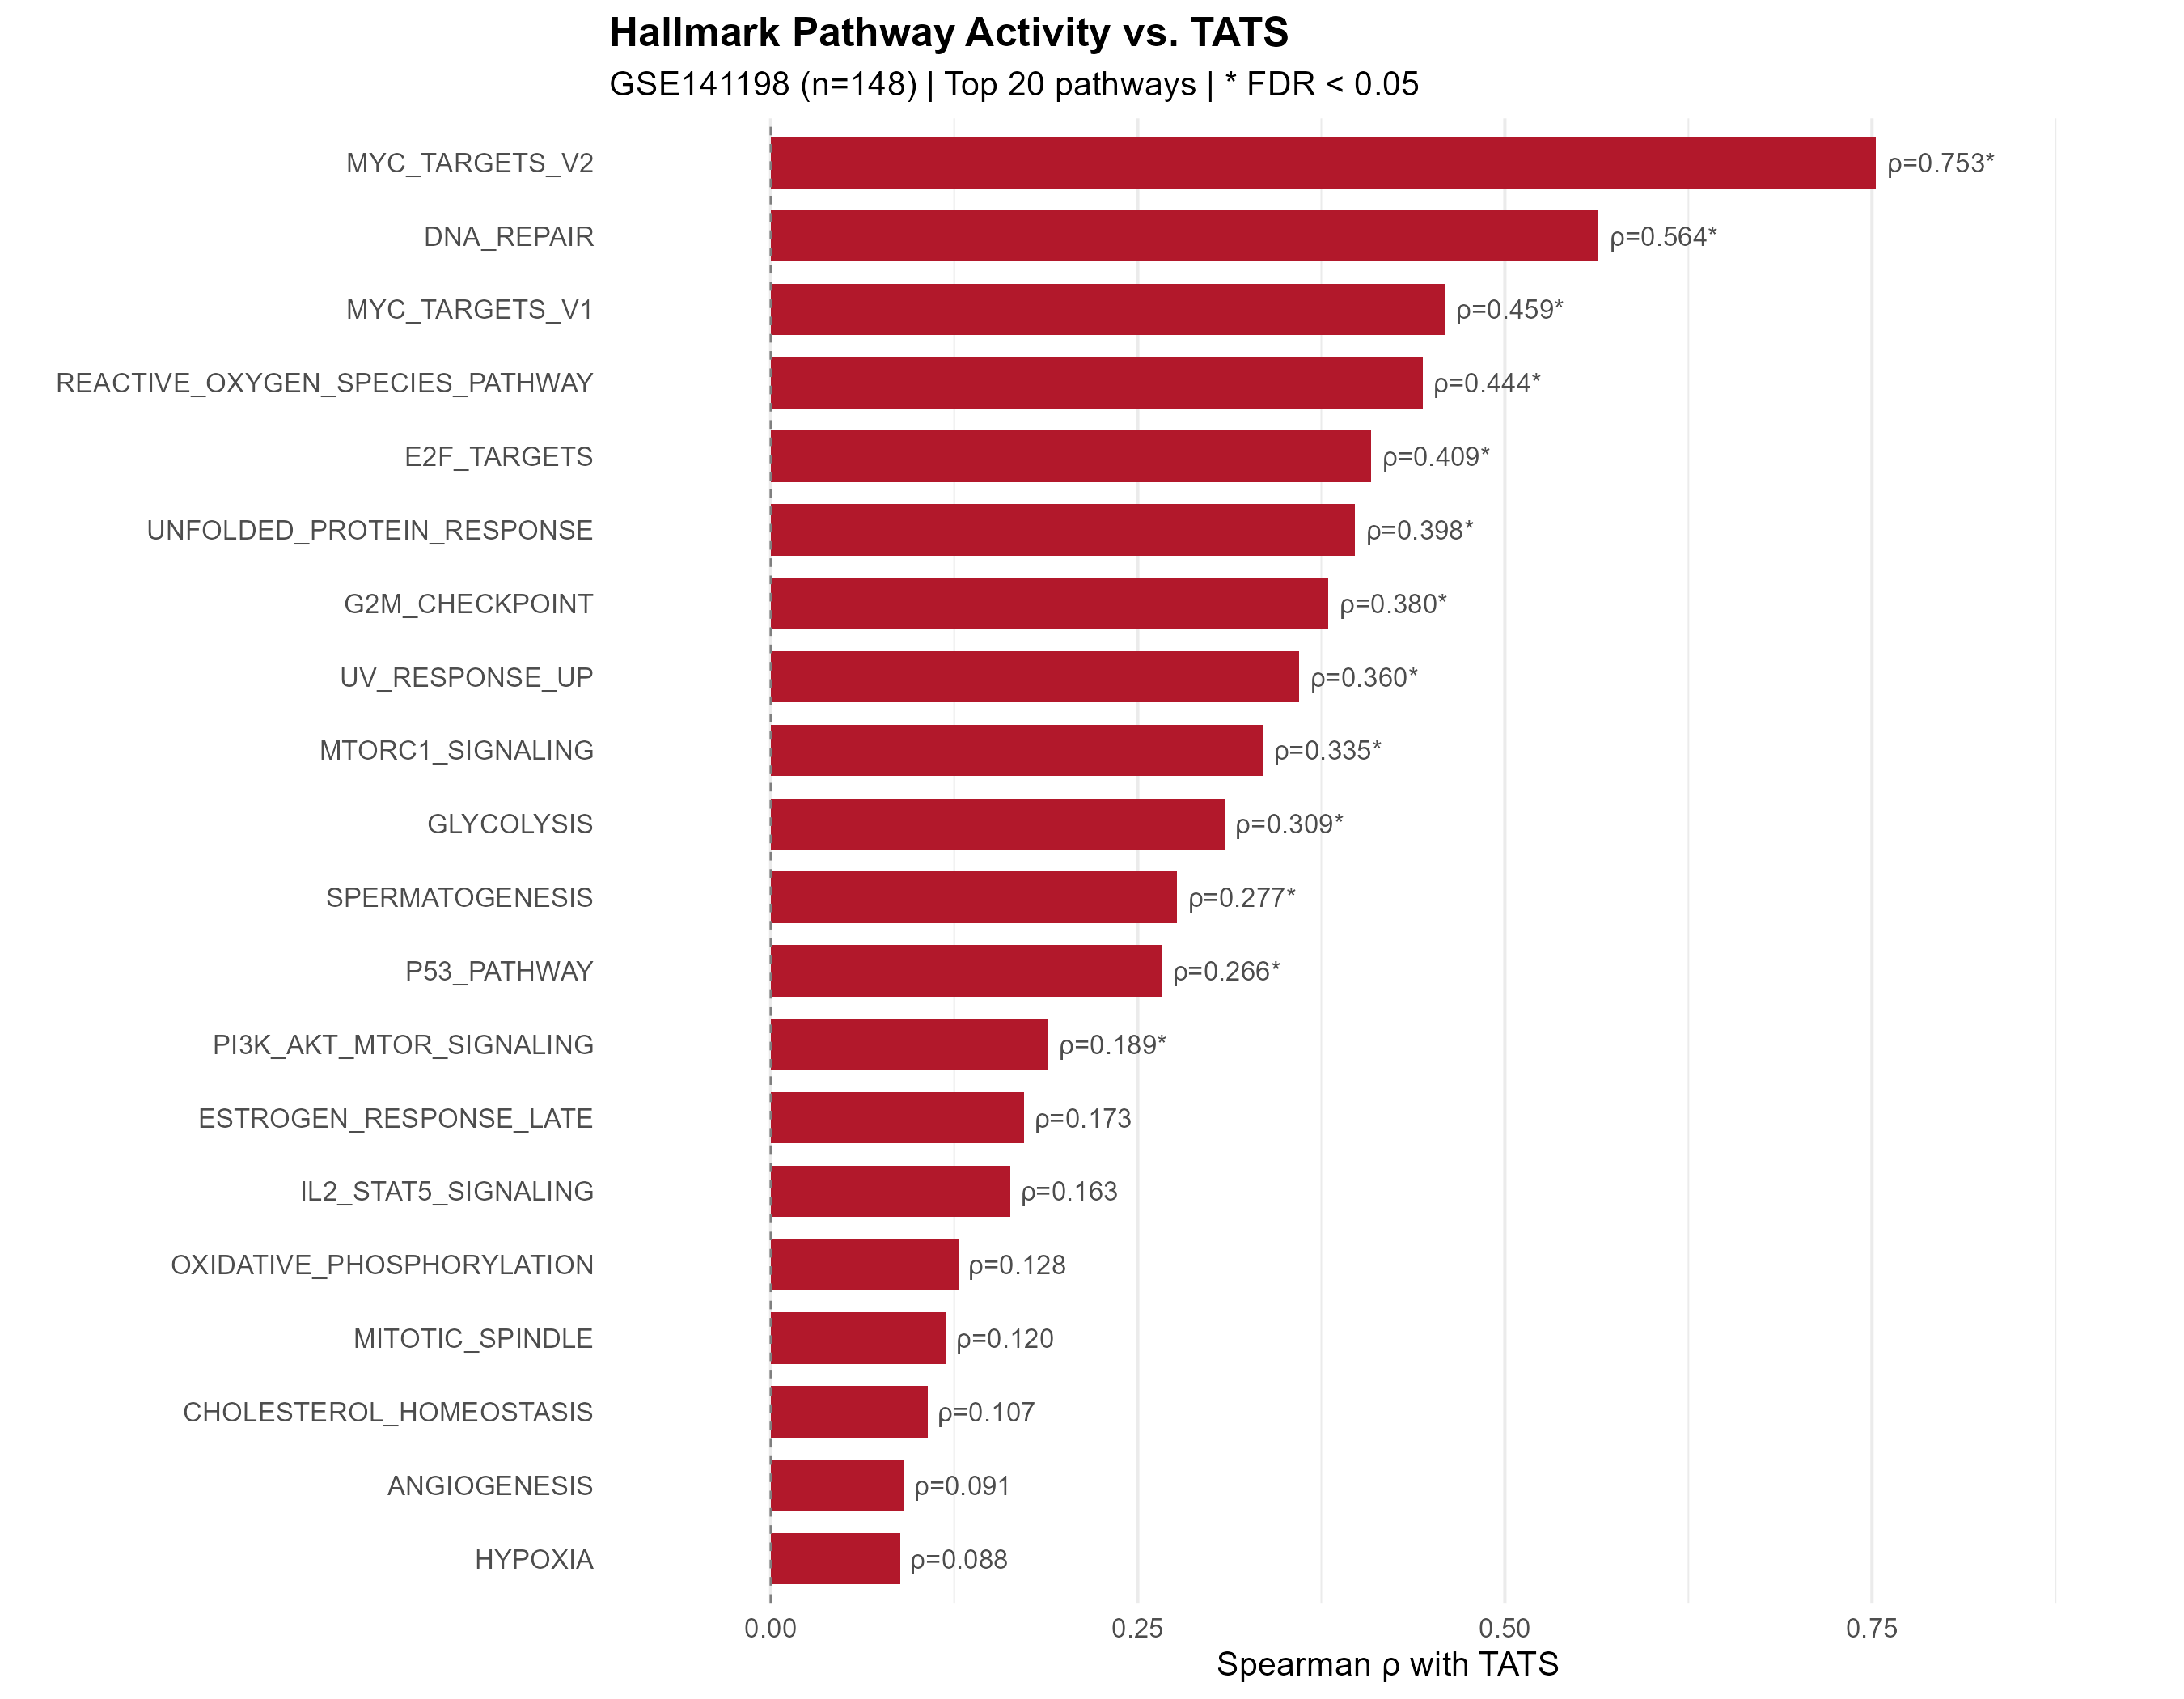 Hallmark Pathway Activity vs. TATS
GSE141198 (n=148) | Top 20 pathways | * FDR < 0.05
MYC_TARGETS_V2 ρ=0.753*
DNA_REPAIR ρ=0.564*
MYC_TARGETS_V1 ρ=0.459*
REACTIVE_OXYGEN_SPECIES_PATHWAY ρ=0.444*
E2F_TARGETS ρ=0.409*
UNFOLDED_PROTEIN_RESPONSE ρ=0.398*
G2M_CHECKPOINT ρ=0.380*
UV_RESPONSE_UP ρ=0.360*
MTORC1_SIGNALING ρ=0.335*
GLYCOLYSIS ρ=0.309*
SPERMATOGENESIS ρ=0.277*
P53_PATHWAY ρ=0.266*
PI3K_AKT_MTOR_SIGNALING ρ=0.189*
ESTROGEN_RESPONSE_LATE ρ=0.173
IL2_STAT5_SIGNALING ρ=0.163
OXIDATIVE_PHOSPHORYLATION ρ=0.128
MITOTIC_SPINDLE ρ=0.120
CHOLESTEROL_HOMEOSTASIS ρ=0.107
ANGIOGENESIS ρ=0.091
HYPOXIA ρ=0.088
0.00 0.25 0.50 0.75
Spearman ρ with TATS